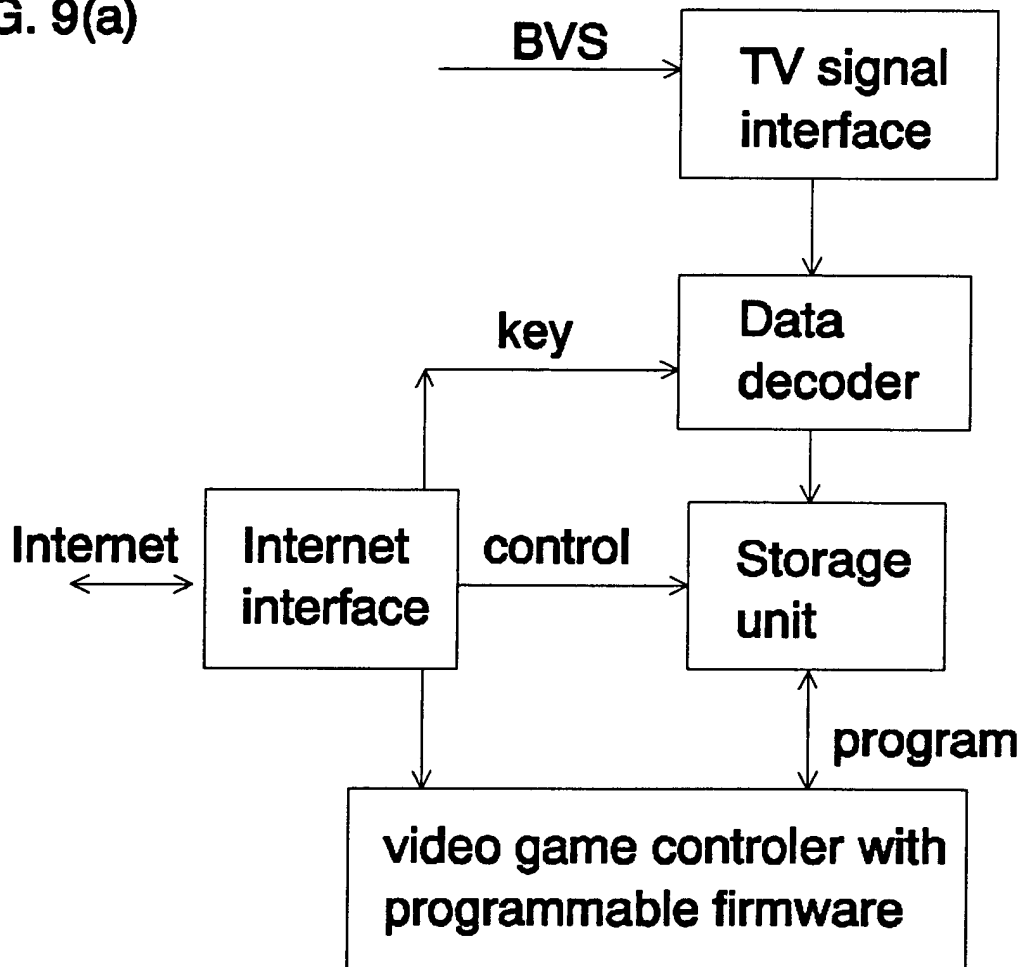 G. 9(a)
BVS
TV signal
interface
key
Data
decoder
Internet
Internet
interface
control
Storage
unit
program
video game controler with
programmable firmware